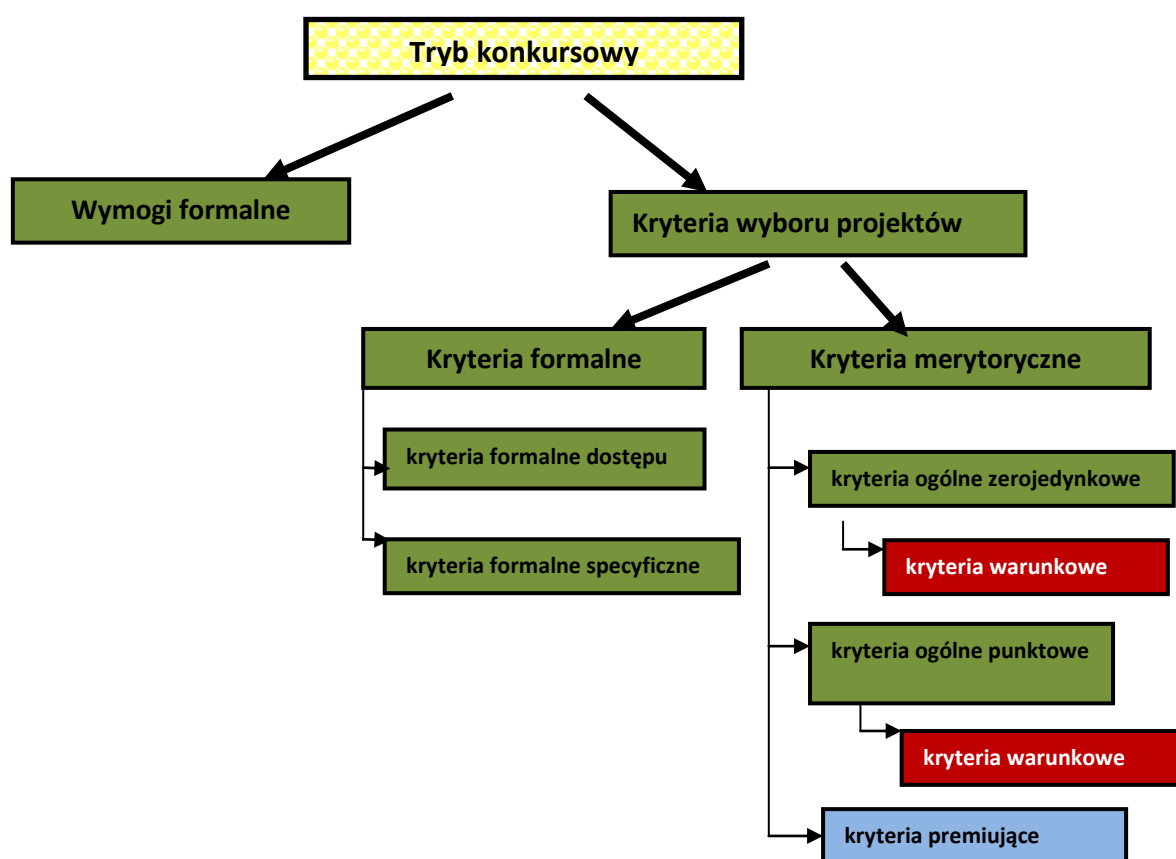 Tryb konkursowy
Wymogi formalne
Kryteria wyboru projektów
Kryteria formalne
Kryteria merytoryczne
kryteria formalne dostępu
kryteria formalne specyficzne
kryteria ogólne zerojedynkowe
kryteria warunkowe
kryteria ogólne punktowe
kryteria warunkowe
kryteria premiujące